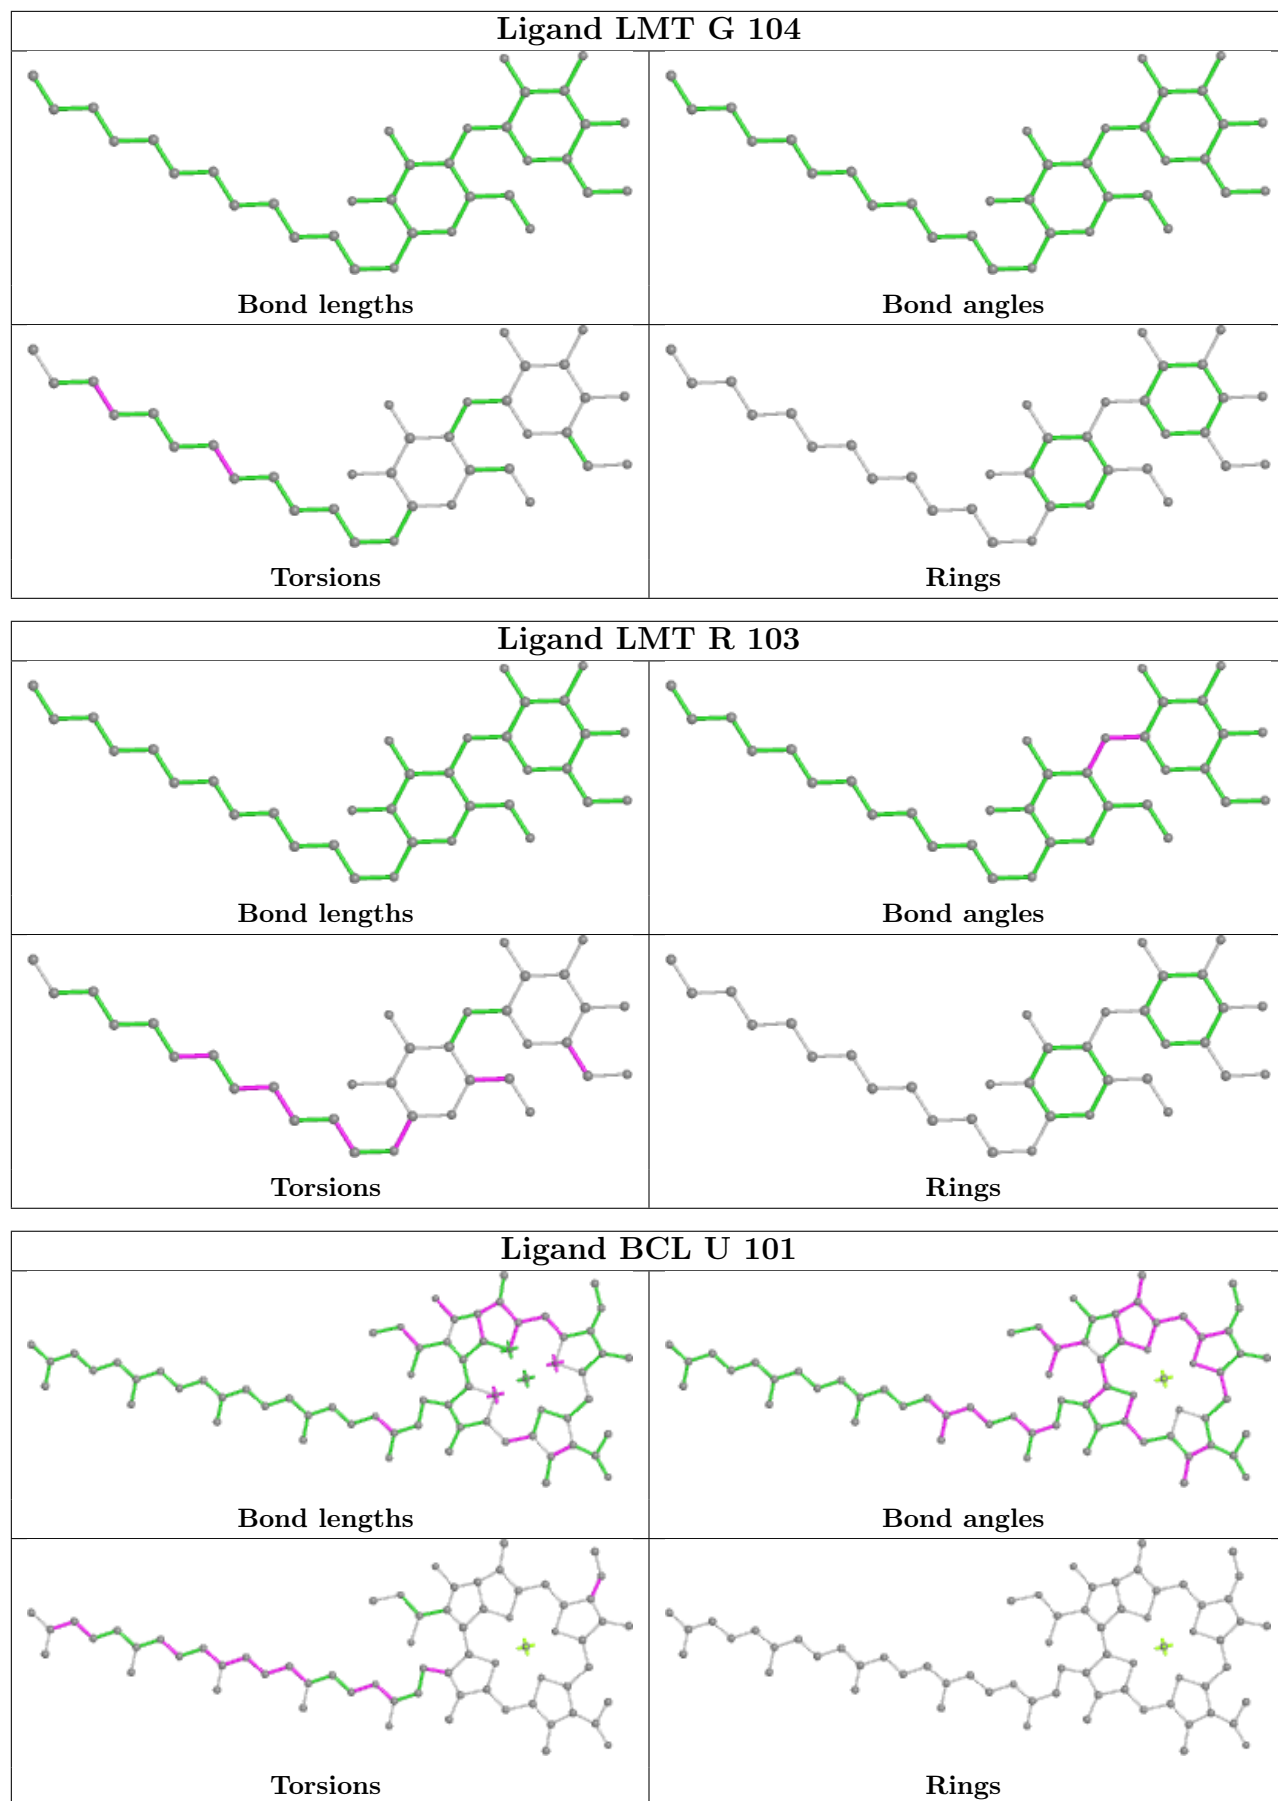 Ligand LMT G 104
Bond lengths
Bond angles
Torsions
Rings
Ligand LMT R 103
Bond lengths
Bond angles
Torsions
Rings
Ligand BCL U 101
Bond lengths
Bond angles
Torsions
Rings